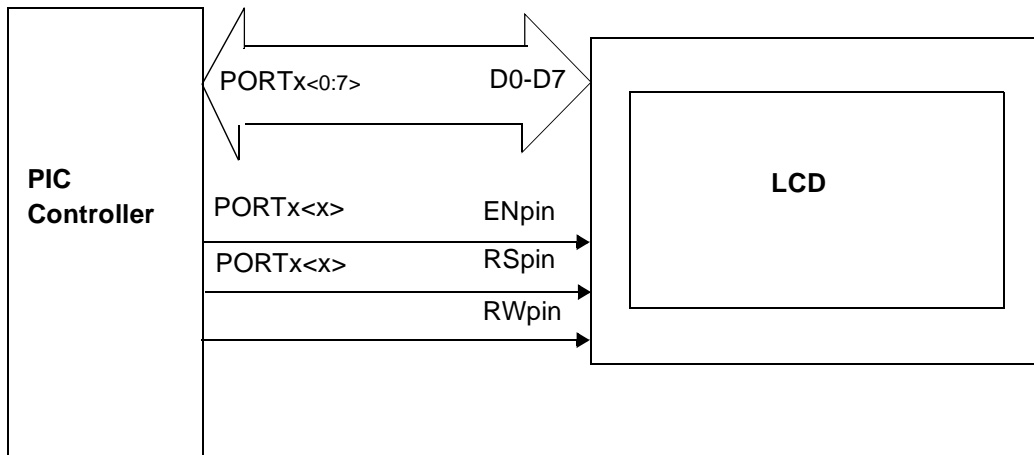 PORTx<0:7> D0-D7
PIC
Controller
LCD
PORTx<x> ENpin
PORTx<x> RSpin
RWpin